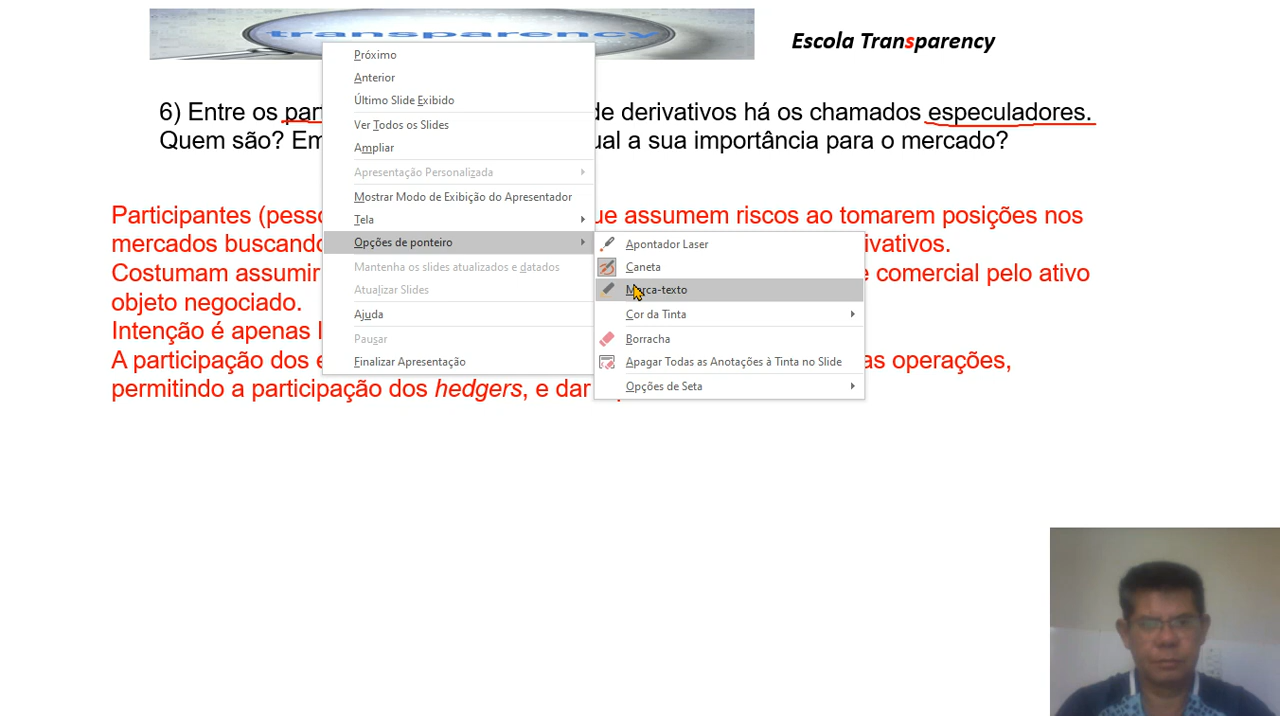 transparency
Escola Transparency
6) Entre os par de derivativos há os chamados especuladores.
Quem são? Em ual a sua importância para o mercado?
Participantes (pesso ue assumem riscos ao tomarem posições nos
mercados buscando ivativos.
Costumam assumir e comercial pelo ativo
objeto negociado.
Intenção é apenas l
A participação dos e as operações,
permitindo a participação dos hedgers, e dar
Próximo
Anterior
Último Slide Exibido
Ver Todos os Slides
Ampliar
Apresentação Personalizada
Mostrar Modo de Exibição do Apresentador
Tela
Opções de ponteiro
Mantenha os slides atualizados e datados
Atualizar Slides
Ajuda
Pausar
Finalizar Apresentação
Apontador Laser
Caneta
Marca-texto
Cor da Tinta
Borracha
Apagar Todas as Anotações à Tinta no Slide
Opções de Seta